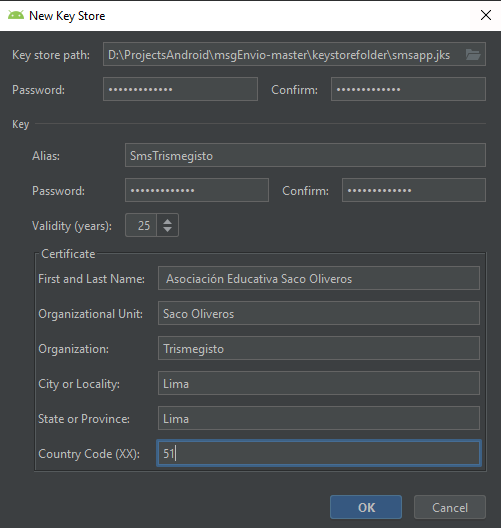 New Key Store
Key store path: D:\ProjectsAndroid\msgEnvio-master\keystorefolder\smsapp.jks
Password: ••••••••••••• Confirm: •••••••••••••
Key
Alias: SmsTrismegisto
Password: ••••••••••••• Confirm: •••••••••••••
Validity (years): 25
Certificate
First and Last Name: Asociación Educativa Saco Oliveros
Organizational Unit: Saco Oliveros
Organization: Trismegisto
City or Locality: Lima
State or Province: Lima
Country Code (XX): 51
OK Cancel